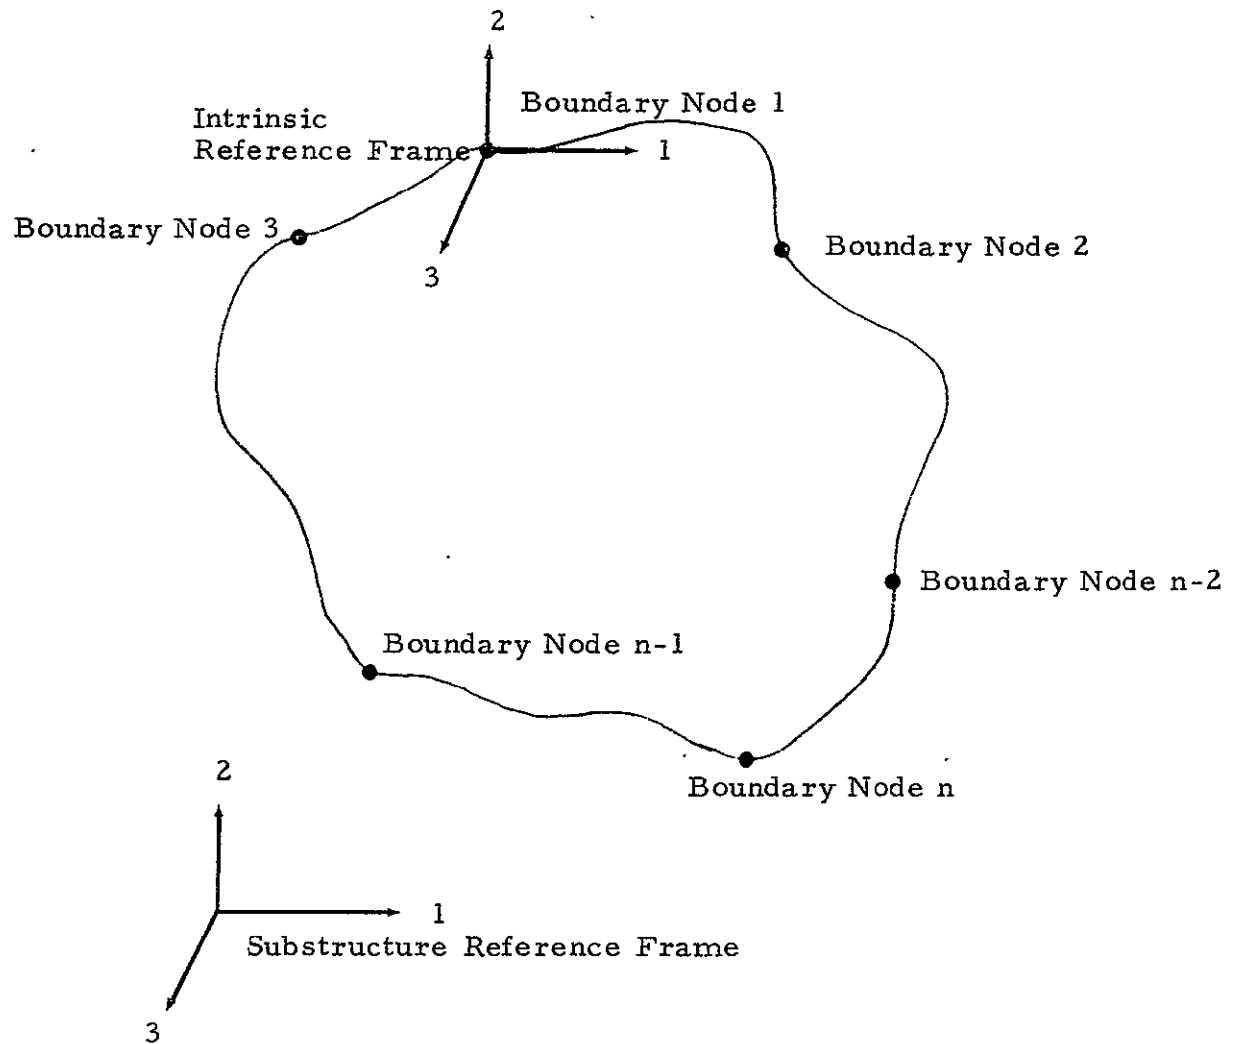 2
Boundary Node 1
Intrinsic
Reference Frame
1
Boundary Node 3
3
Boundary Node 2
Boundary Node n-2
Boundary Node n-1
Boundary Node n
2
1
Substructure Reference Frame
3